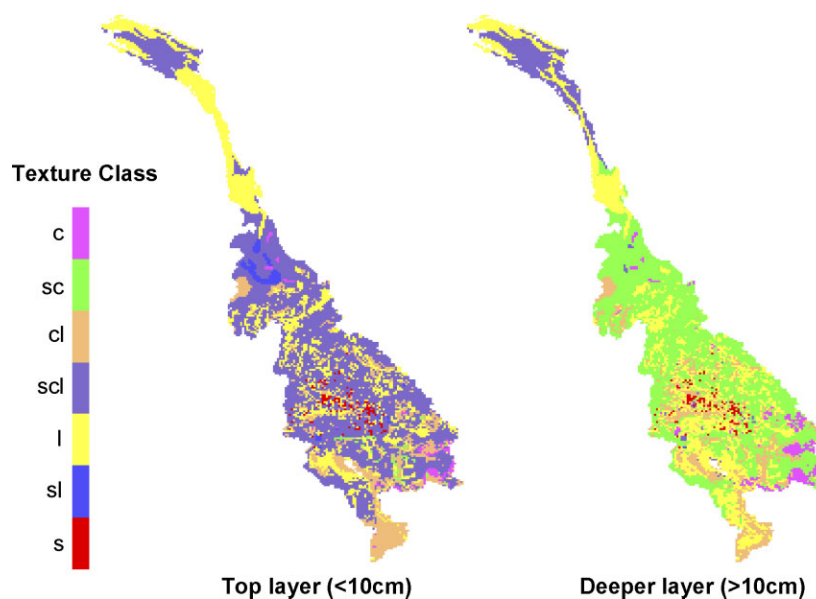 Texture Class
c
sc
cl
scl
l
sl
s
Top layer (<10cm)
Deeper layer (>10cm)